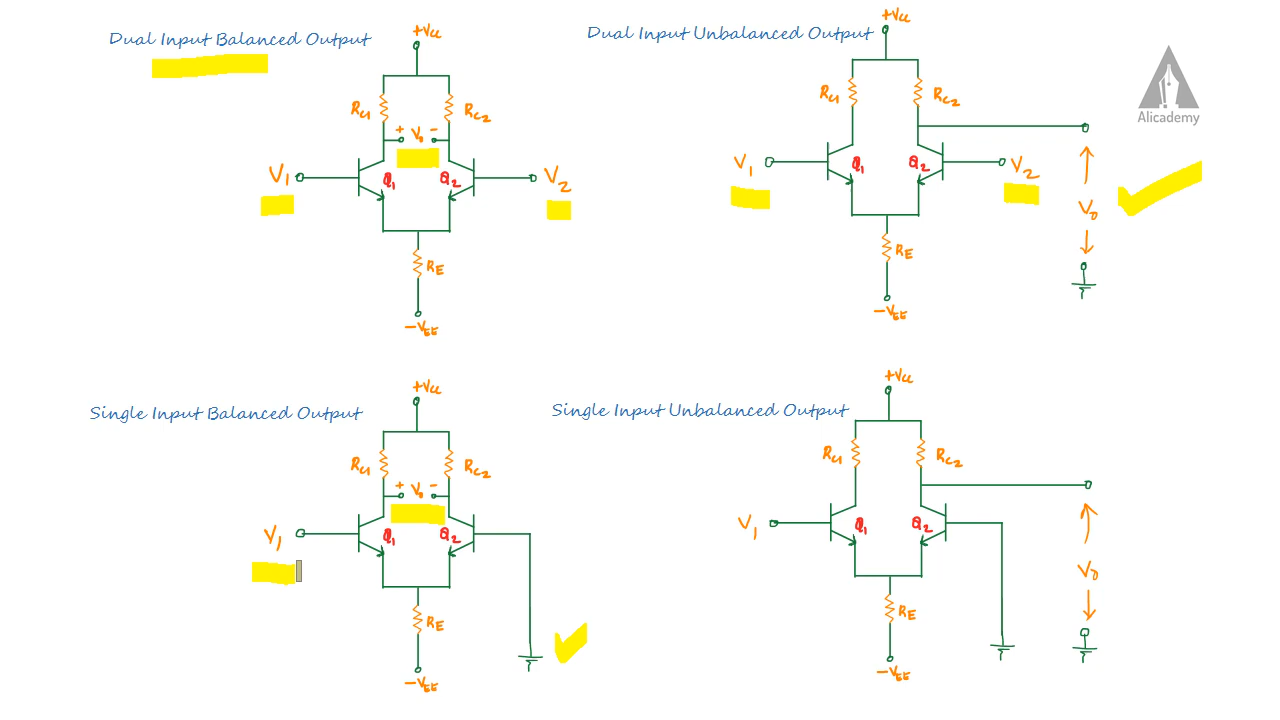 Dual Input Balanced Output
+Vcc
RC1
RC2
+ Vo -
V1
Q1
Q2
V2
RE
-VEE
Dual Input Unbalanced Output
+Vcc
RC1
RC2
V1
Q1
Q2
V2
Vo
RE
-VEE
Alicademy
Single Input Balanced Output
+Vcc
RC1
RC2
+ Vo -
V1
Q1
Q2
RE
-VEE
Single Input Unbalanced Output
+Vcc
RC1
RC2
V1
Q1
Q2
Vo
RE
-VEE